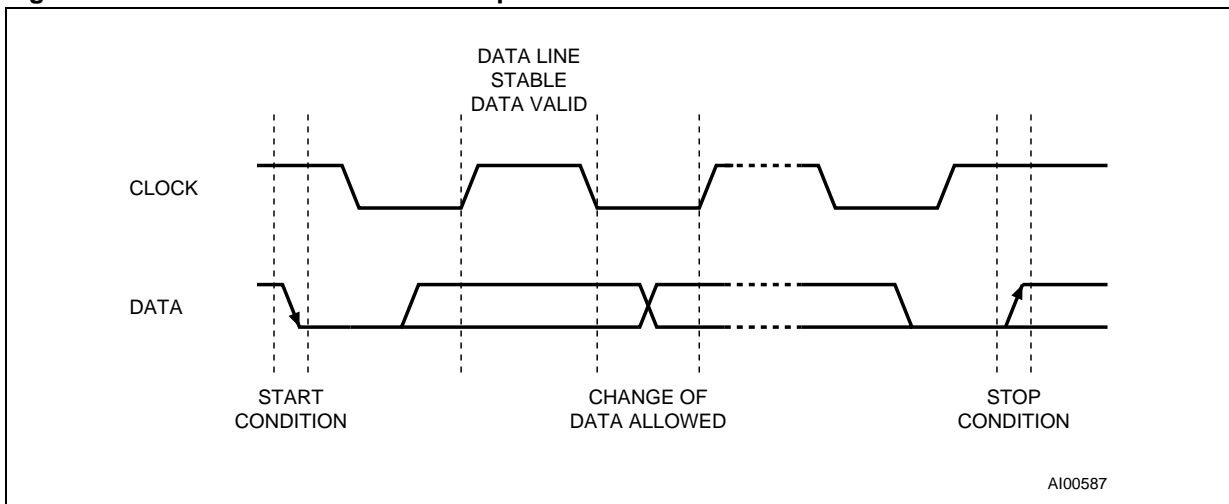 DATA LINE
STABLE
DATA VALID
CLOCK
DATA
START
CONDITION
CHANGE OF
DATA ALLOWED
STOP
CONDITION
AI00587